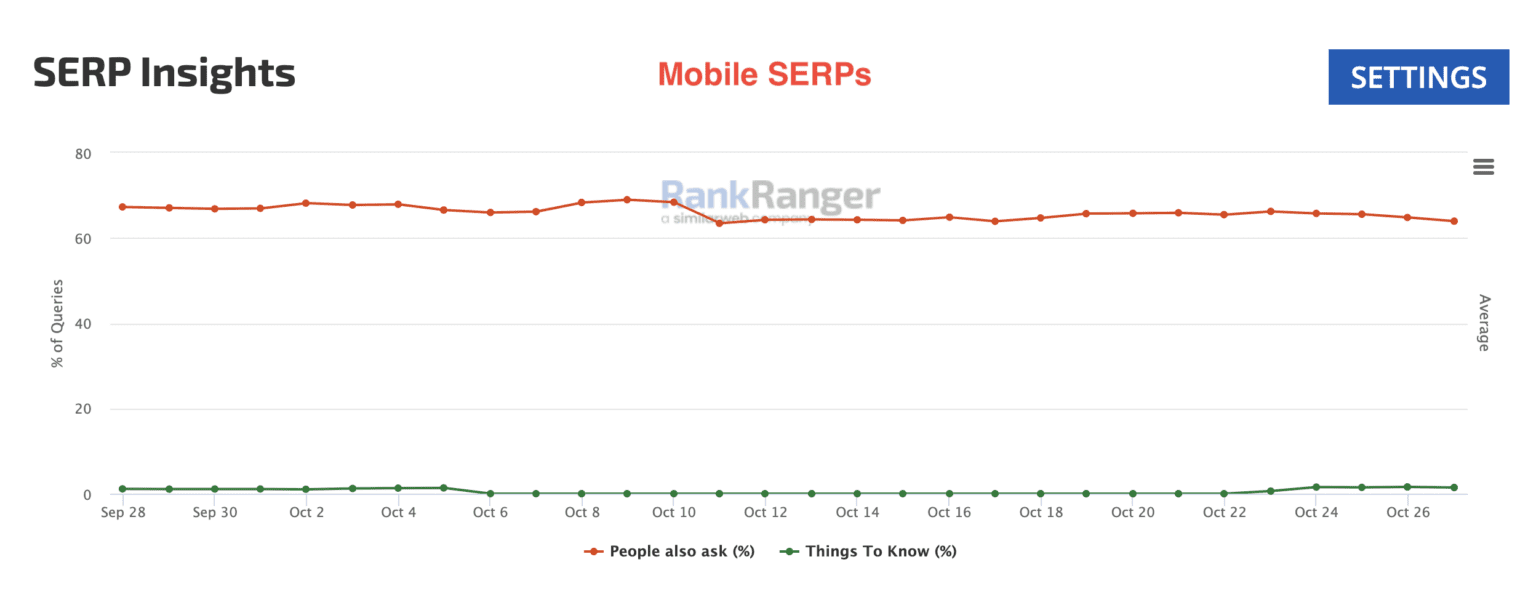 SERP Insights
Mobile SERPs
SETTINGS
80
60
40
20
0
% of Queries
Average
RankRanger
a similarweb company
Sep 28 Sep 30 Oct 2 Oct 4 Oct 6 Oct 8 Oct 10 Oct 12 Oct 14 Oct 16 Oct 18 Oct 20 Oct 22 Oct 24 Oct 26
People also ask (%) Things To Know (%)